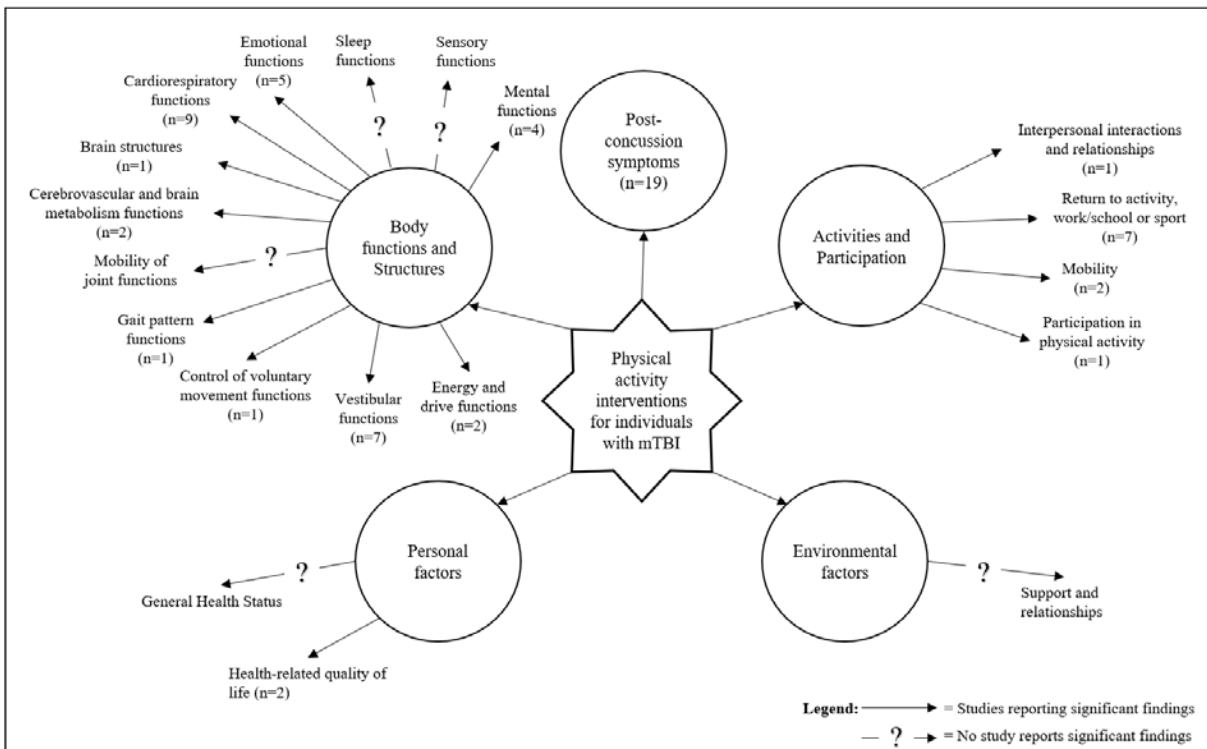 Emotional
functions
(n=5)
Sleep
functions
Sensory
functions
Cardiorespiratory
functions
(n=9)
Mental
functions
(n=4)
?
?
Brain structures
(n=1)
Cerebrovascular and brain
metabolism functions
(n=2)
Mobility of
joint functions
?
Gait pattern
functions
(n=1)
Control of voluntary
movement functions
(n=1)
Vestibular
functions
(n=7)
Energy and
drive functions
(n=2)
Body
functions and
Structures
Post-
concussion
symptoms
(n=19)
Activities and
Participation
Interpersonal interactions
and relationships
(n=1)
Return to activity,
work/school or sport
(n=7)
Mobility
(n=2)
Participation in
physical activity
(n=1)
Physical
activity
interventions
for individuals
with mTBI
Personal
factors
?
General Health Status
Health-related quality of
life (n=2)
Environmental
factors
?
Support and
relationships
Legend: = Studies reporting significant findings
? = No study reports significant findings